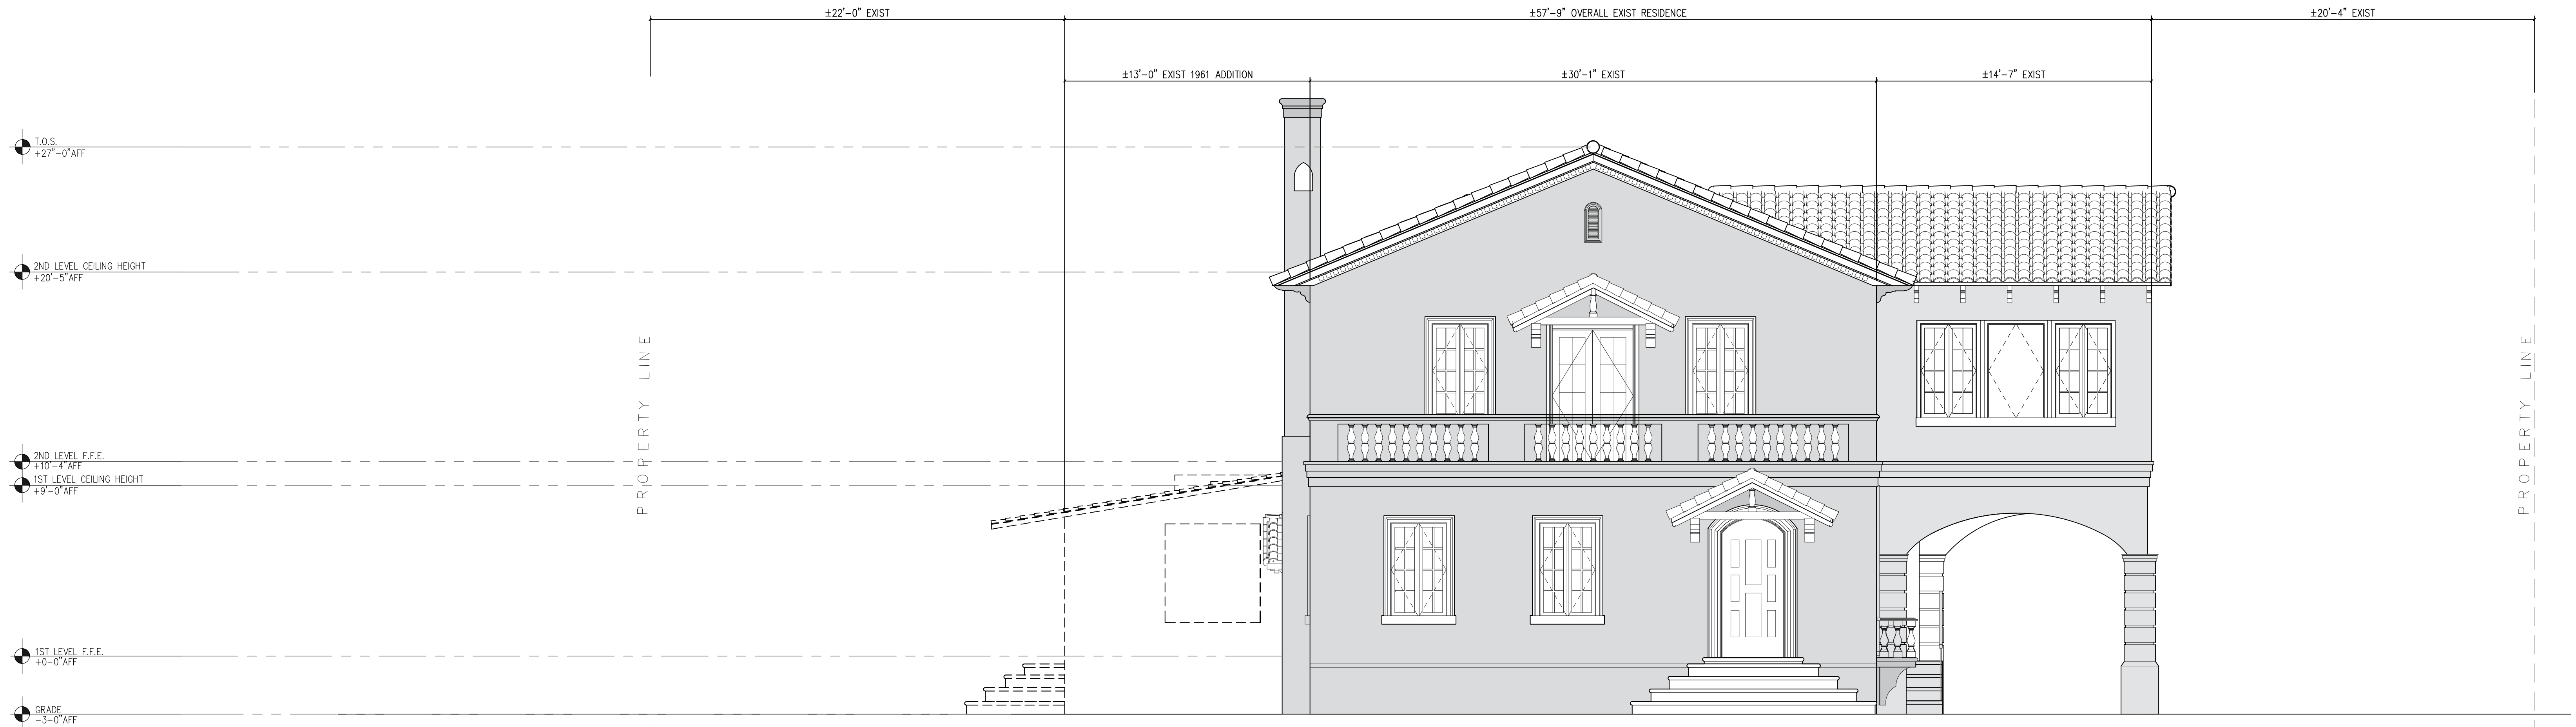 ±22'-0" EXIST
±57'-9" OVERALL EXIST RESIDENCE
±20'-4" EXIST
±13'-0" EXIST 1961 ADDITION
±30'-1" EXIST
±14'-7" EXIST
T.O.S.
+27'-0"AFF
2ND LEVEL CEILING HEIGHT
+20'-5"AFF
PROPERTY LINE
PROPERTY LINE
2ND LEVEL F.F.E.
+10'-4"AFF
1ST LEVEL CEILING HEIGHT
+9'-0"AFF
1ST LEVEL F.F.E.
+0-0"AFF
GRADE
-3-0"AFF